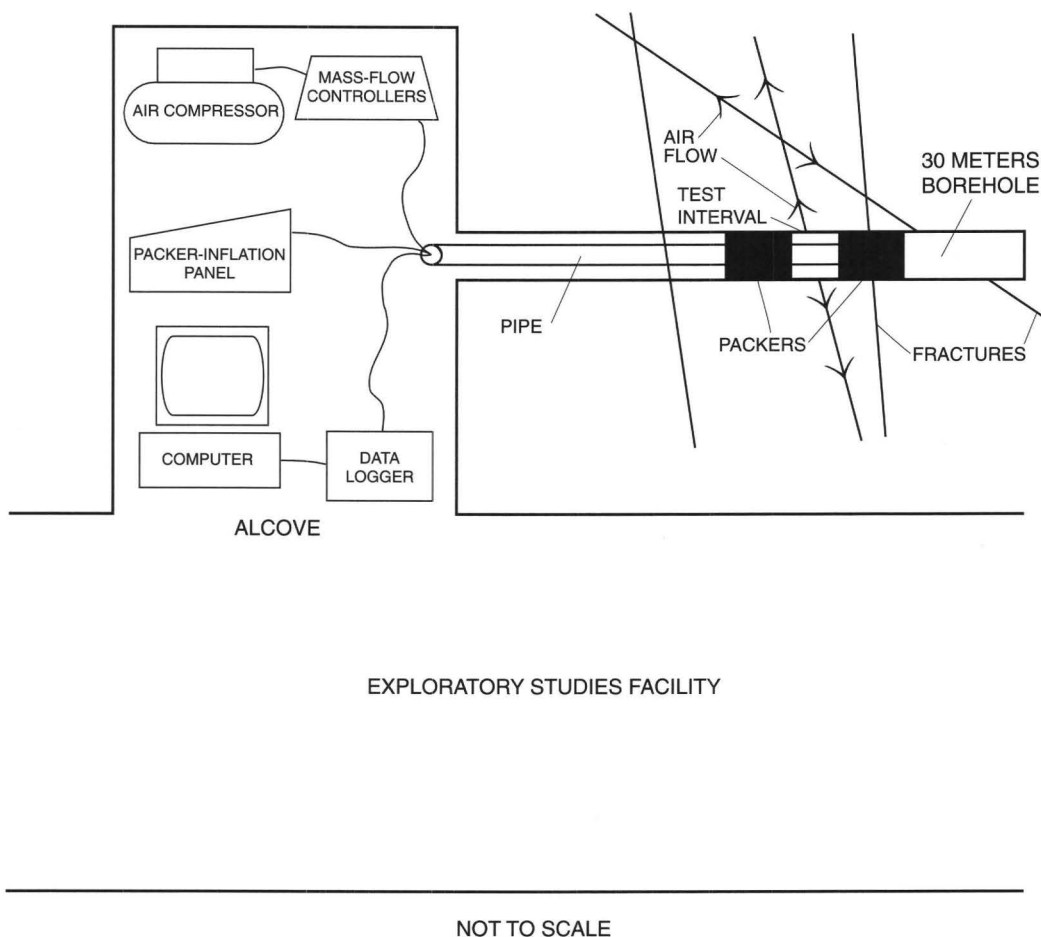 AIR COMPRESSOR
MASS-FLOW
CONTROLLERS
AIR
FLOW
30 METERS
BOREHOLE
TEST
INTERVAL
PACKER-INFLATION
PANEL
PIPE
PACKERS
FRACTURES
COMPUTER
DATA
LOGGER
ALCOVE
EXPLORATORY STUDIES FACILITY
NOT TO SCALE